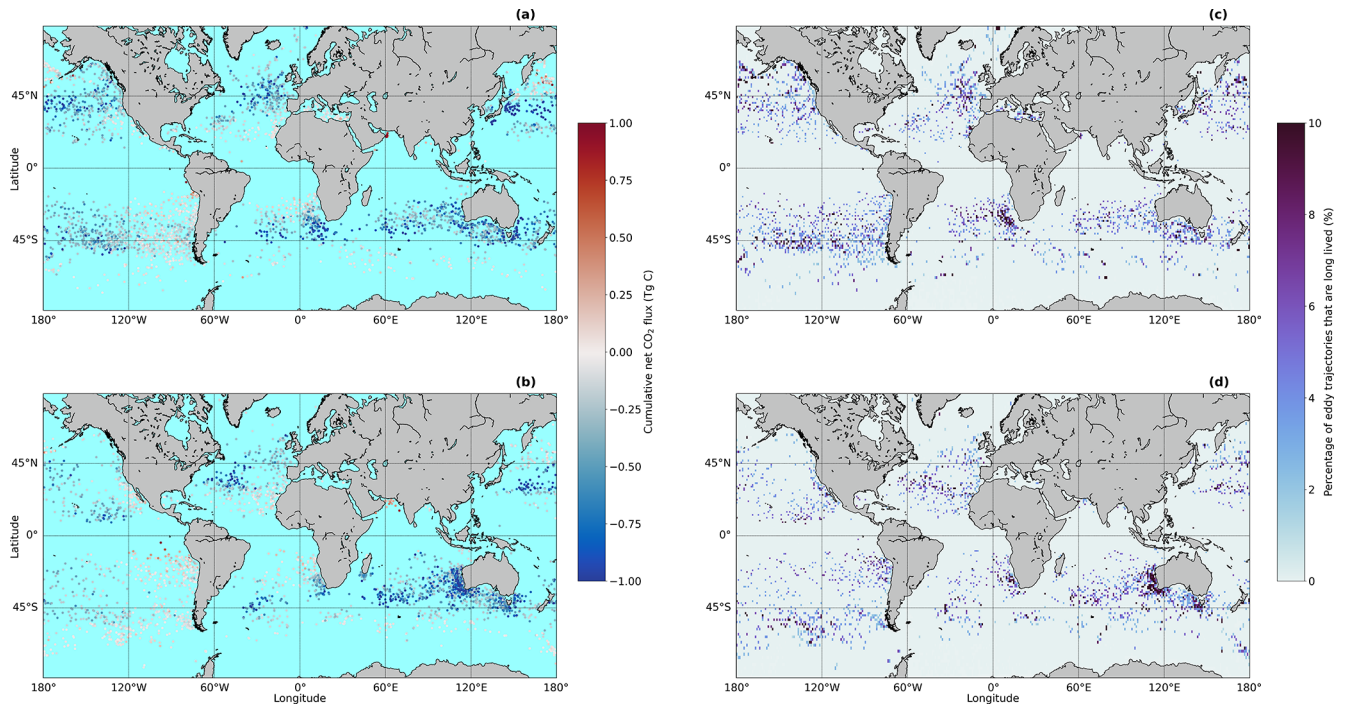 (a)
45°N
0°
45°S
Latitude
180°
120°W
60°W
0°
60°E
120°E
180°
(c)
45°N
0°
45°S
180°
120°W
60°W
0°
60°E
120°E
180°
(b)
45°N
0°
45°S
Latitude
180°
120°W
60°W
0°
60°E
120°E
180°
Longitude
1.00
0.75
0.50
0.25
0.00
−0.25
−0.50
−0.75
−1.00
Cumulative net CO₂ flux (Tg C)
(d)
45°N
0°
45°S
180°
120°W
60°W
0°
60°E
120°E
180°
Longitude
10
8
6
4
2
0
Percentage of eddy trajectories that are long lived (%)